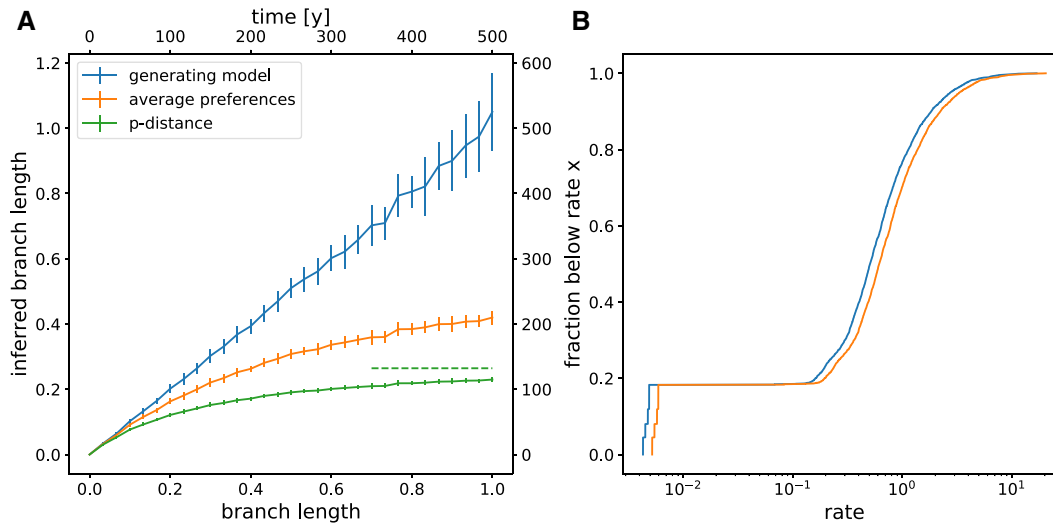 A
time [y]
0 100 200 300 400 500
generating model
average preferences
p-distance
inferred branch length
1.2
1.0
0.8
0.6
0.4
0.2
0.0
600
500
400
300
200
100
0
0.0 0.2 0.4 0.6 0.8 1.0
branch length
B
fraction below rate x
1.0
0.8
0.6
0.4
0.2
0.0
10⁻² 10⁻¹ 10⁰ 10¹
rate